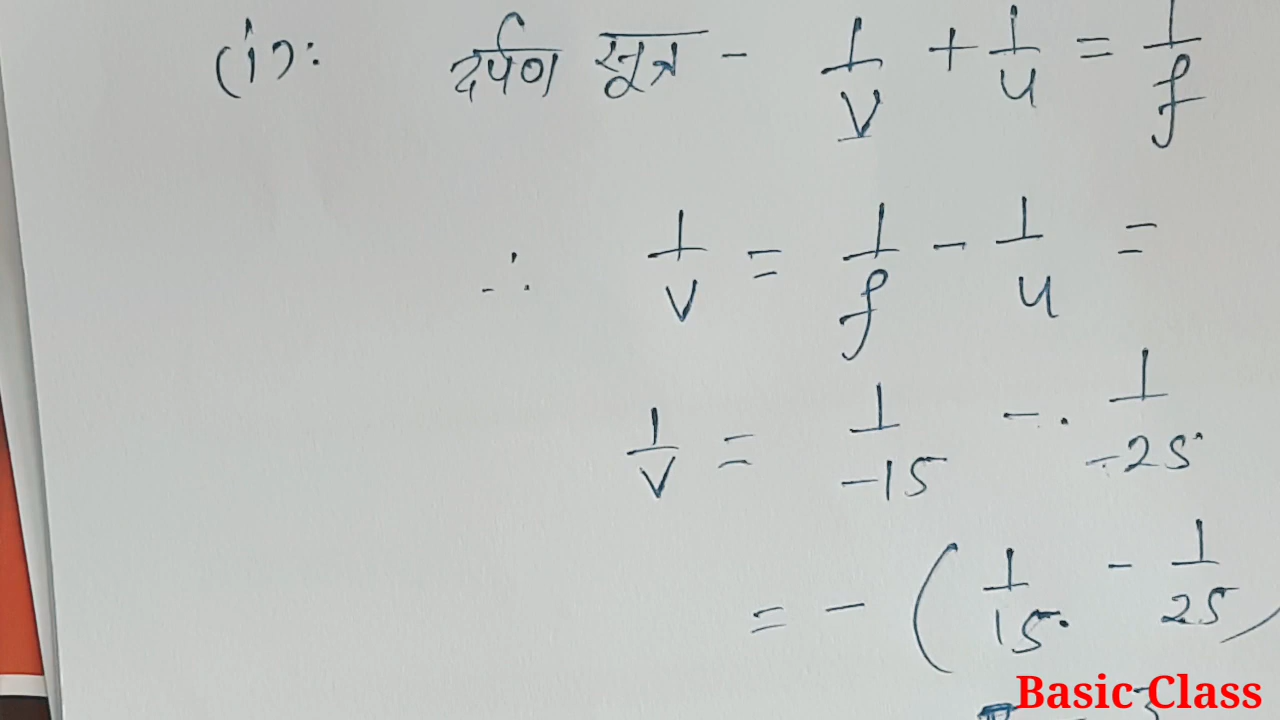 (i): दर्पण सूत्र - 1/v + 1/u = 1/f
∴ 1/v = 1/f - 1/u =
1/v = 1/-15 - 1/-25
= - (1/15 - 1/25)
Basic Class